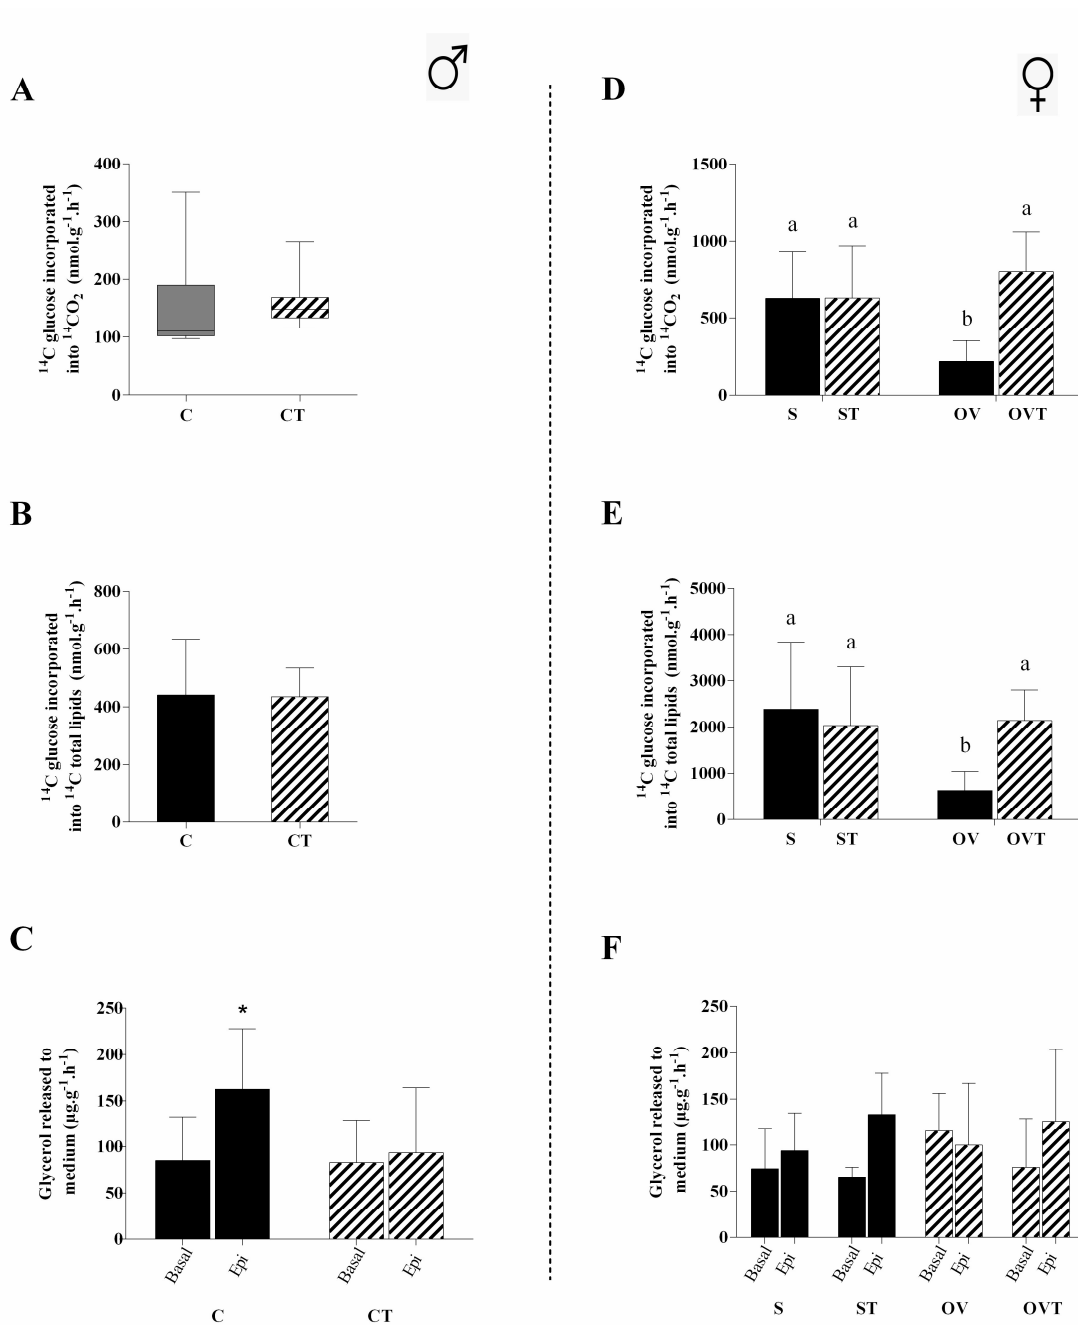 ♂
A
¹⁴C glucose incorporated
into ¹⁴CO₂ (nmol.g⁻¹.h⁻¹)
400
300
200
100
0
C CT
B
¹⁴C glucose incorporated
into ¹⁴C total lipids (nmol.g⁻¹.h⁻¹)
800
600
400
200
0
C CT
C
Glycerol released to
medium (µg.g⁻¹.h⁻¹)
250
200
150
100
50
0
*
Basal Epi Basal Epi
C CT
♀
D
¹⁴C glucose incorporated
into ¹⁴CO₂ (nmol.g⁻¹.h⁻¹)
1500
1000
500
0
a a b a
S ST OV OVT
E
¹⁴C glucose incorporated
into ¹⁴C total lipids (nmol.g⁻¹.h⁻¹)
5000
4000
3000
2000
1000
0
a a b a
S ST OV OVT
F
Glycerol released to
medium (µg.g⁻¹.h⁻¹)
250
200
150
100
50
0
Basal Epi Basal Epi Basal Epi Basal Epi
S ST OV OVT